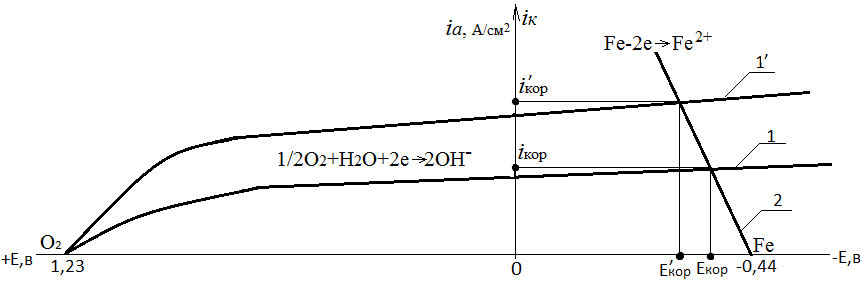 iа, А/см² iк
Fe-2e→Fe²⁺
1′
i′кор
1/2O₂+H₂O+2e→2OH⁻
iкор
1
2
O₂
Fe
+E,в
1,23
0
E′кор
Eкор
-0,44
-E,в